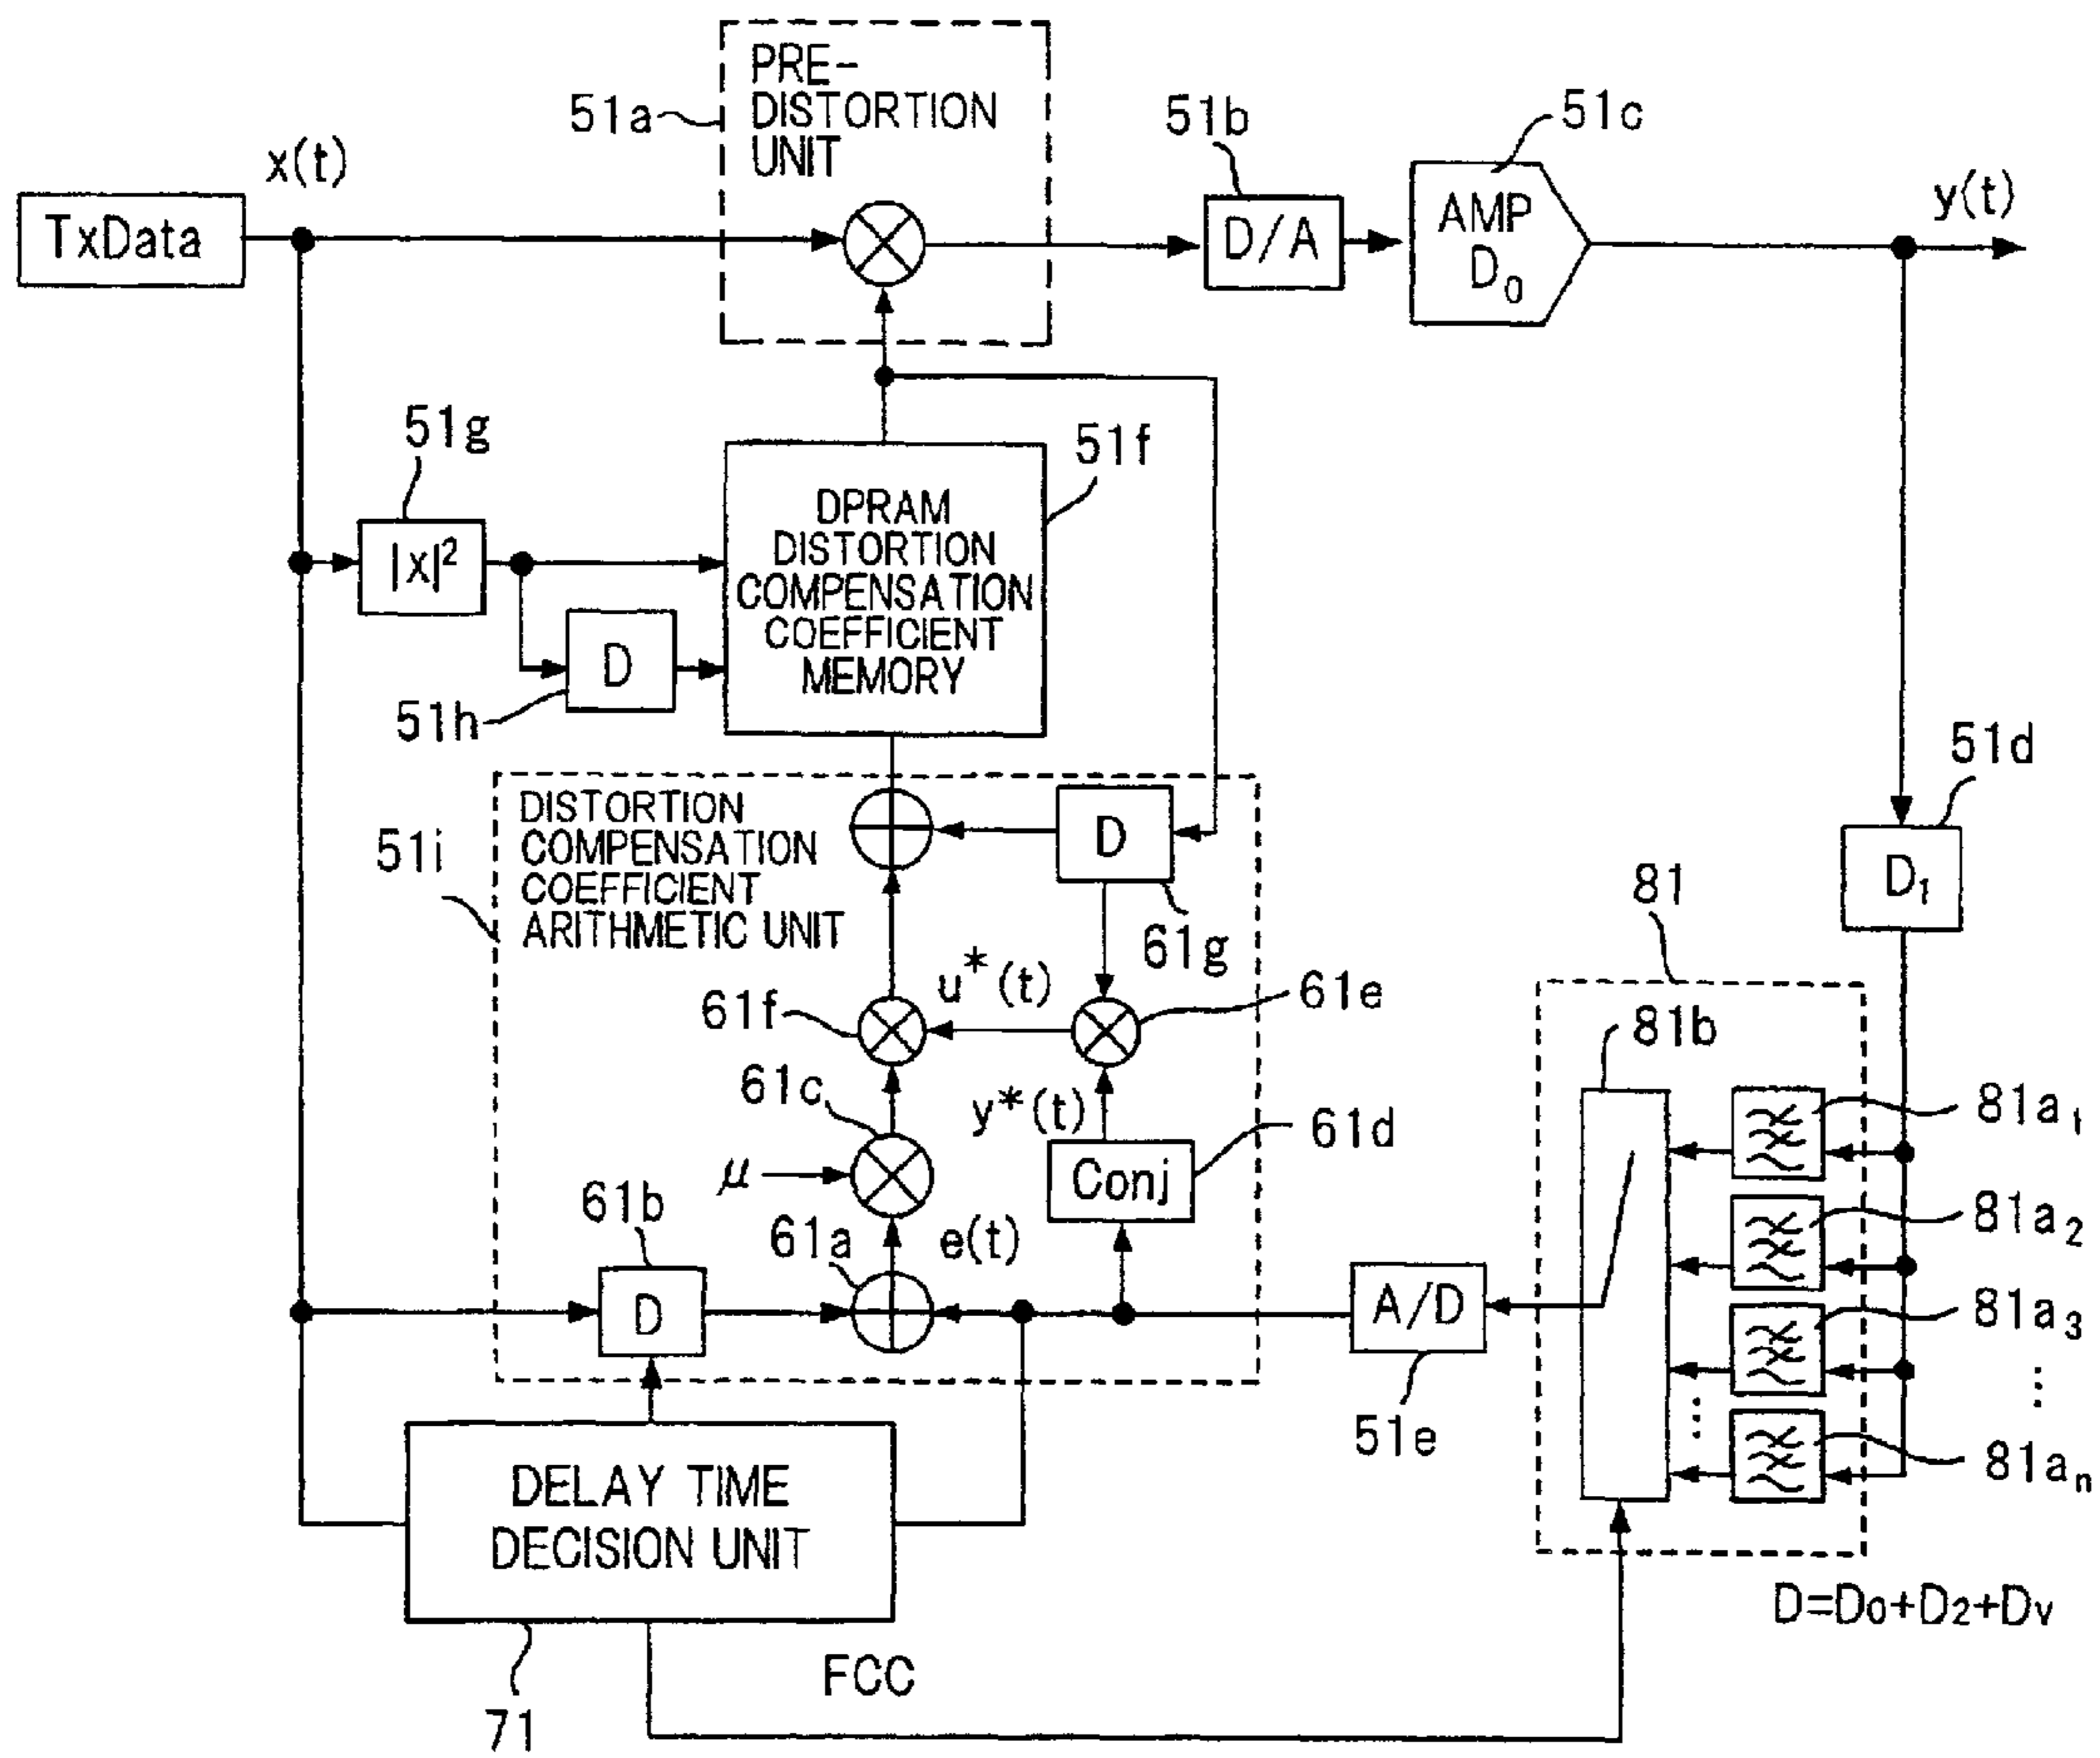 PRE-
DISTORTION
UNIT
51a
51b
51c
x(t)
TxData
D/A
AMP
D₀
y(t)
51g
51f
|x|²
DPRAM
DISTORTION
COMPENSATION
COEFFICIENT
MEMORY
D
51h
51d
D₁
DISTORTION
COMPENSATION
COEFFICIENT
ARITHMETIC UNIT
51i
D
61g
81
u*(t)
61f
61e
81b
61c
y*(t)
61d
81a₁
μ
Conj
61b
61a
e(t)
81a₂
D
A/D
81a₃
⋮
51e
⋮
81aₙ
DELAY TIME
DECISION UNIT
D=D₀+D₂+Dᵥ
FCC
71